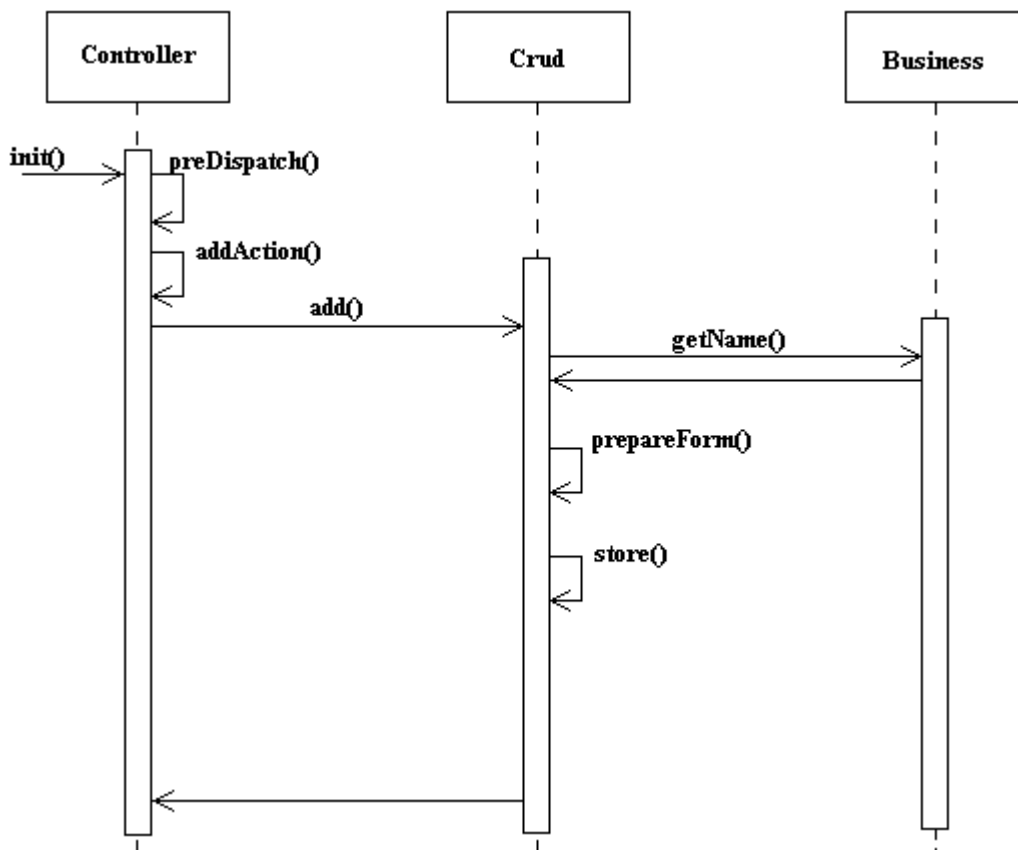 Controller
Crud
Business
init()
preDispatch()
addAction()
add()
getName()
prepareForm()
store()